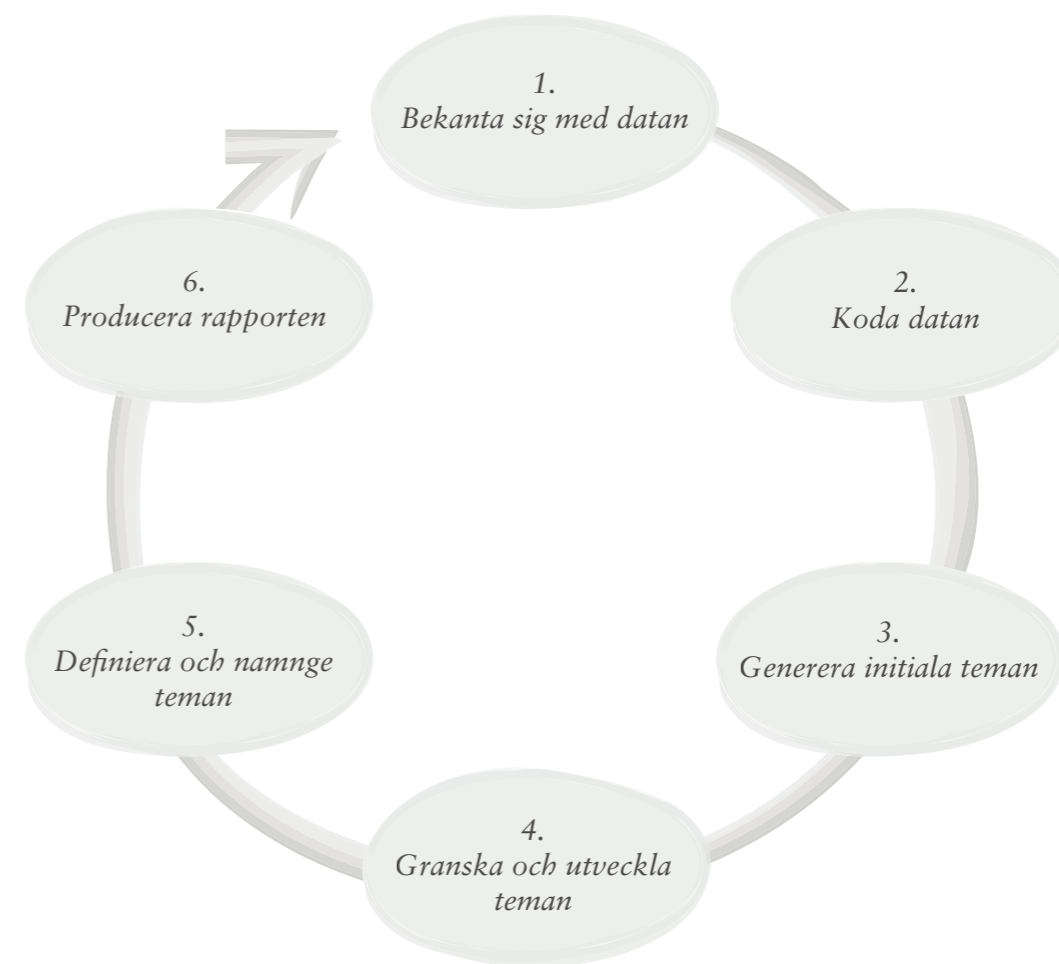 1.
Bekanta sig med datan
2.
Koda datan
3.
Generera initiala teman
4.
Granska och utveckla
teman
5.
Definiera och namnge
teman
6.
Producera rapporten